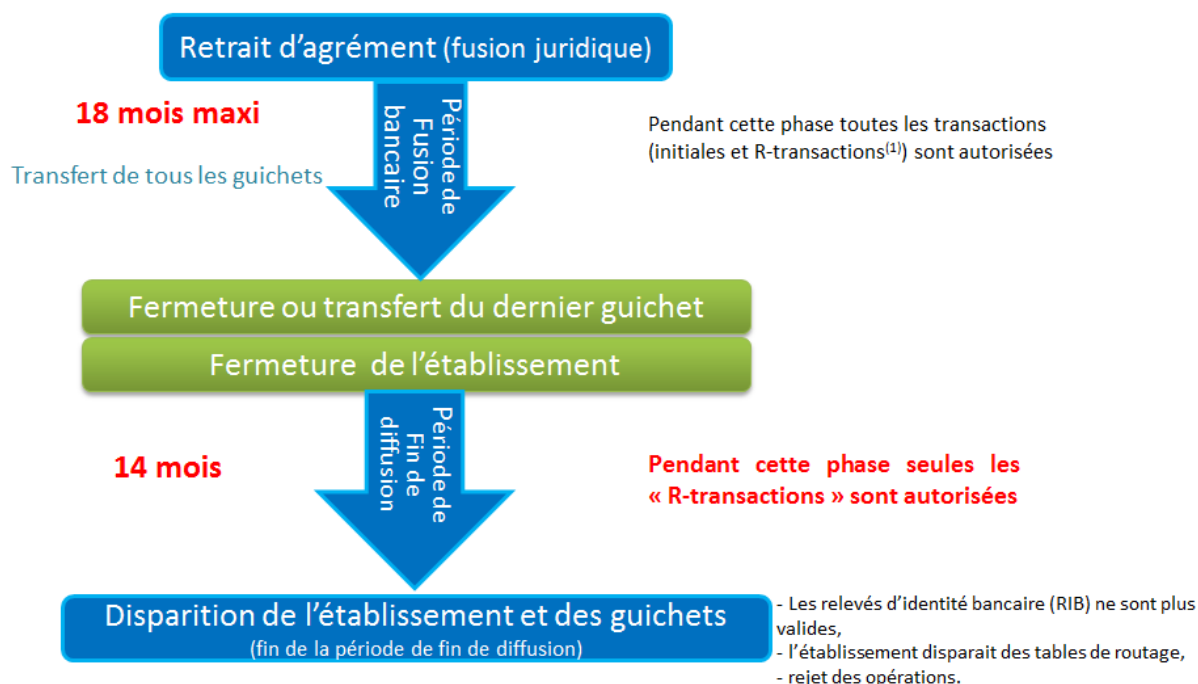 Retrait d’agrément (fusion juridique)
18 mois maxi
Transfert de tous les guichets
Période de
Fusion
bancaire
Pendant cette phase toutes les transactions
(initiales et R-transactions(1)) sont autorisées
Fermeture ou transfert du dernier guichet
Fermeture de l’établissement
14 mois
Période de
Fin de
diffusion
Pendant cette phase seules les
« R-transactions » sont autorisées
Disparition de l’établissement et des guichets
(fin de la période de fin de diffusion)
- Les relevés d’identité bancaire (RIB) ne sont plus
valides,
- l’établissement disparait des tables de routage,
- rejet des opérations.